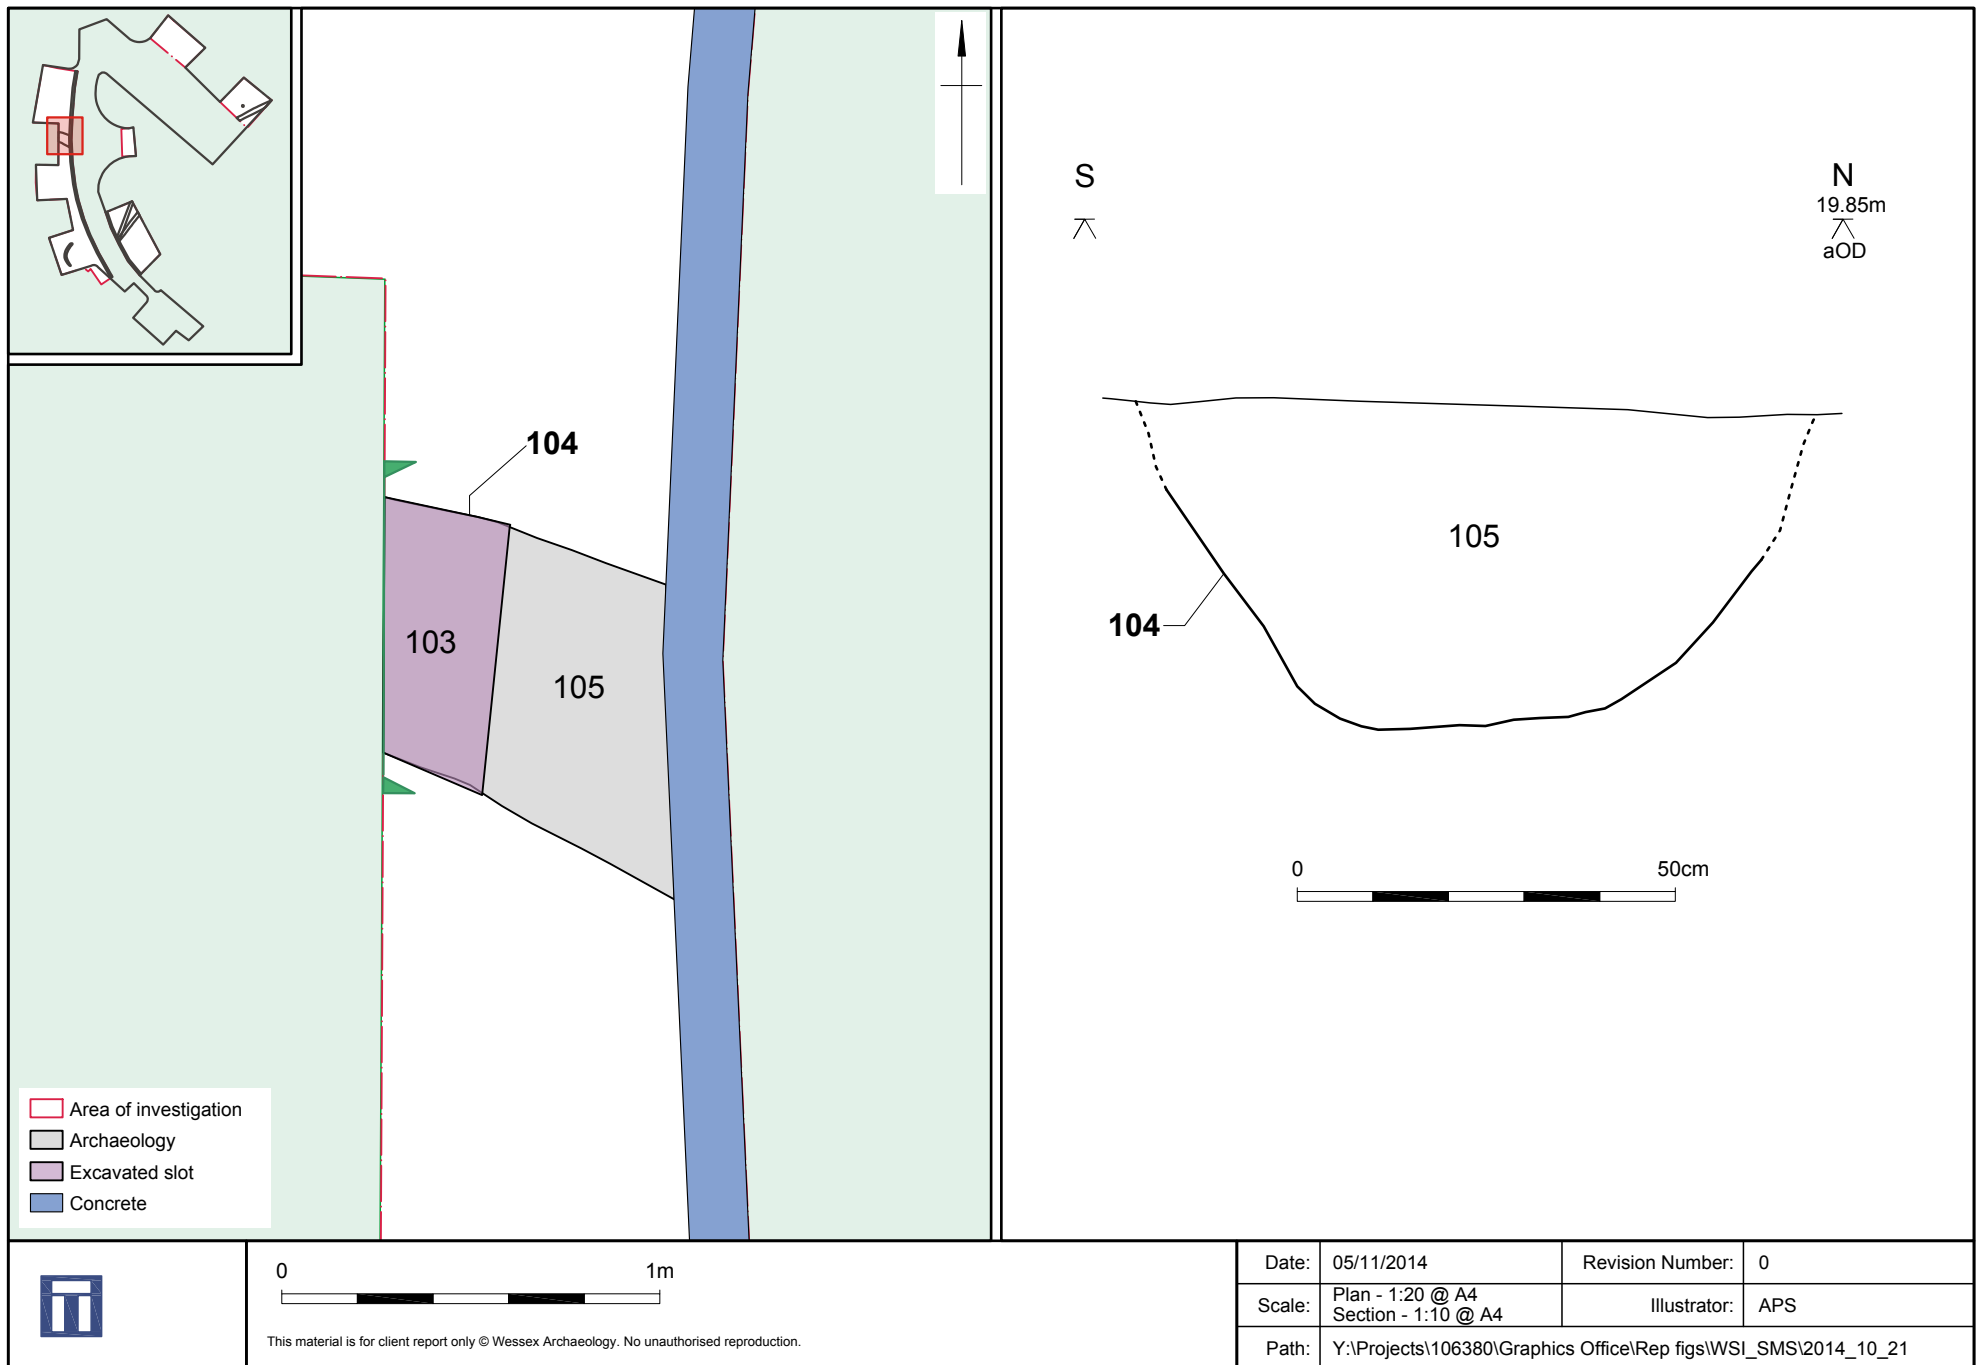 104
103
105
S
N
19.85m
aOD
105
104
0 50cm
Area of investigation
Archaeology
Excavated slot
Concrete
0 1m
This material is for client report only © Wessex Archaeology. No unauthorised reproduction.
Date: 05/11/2014 Revision Number: 0
Scale: Plan - 1:20 @ A4
Section - 1:10 @ A4 Illustrator: APS
Path: Y:\Projects\106380\Graphics Office\Rep figs\WSI_SMS\2014_10_21